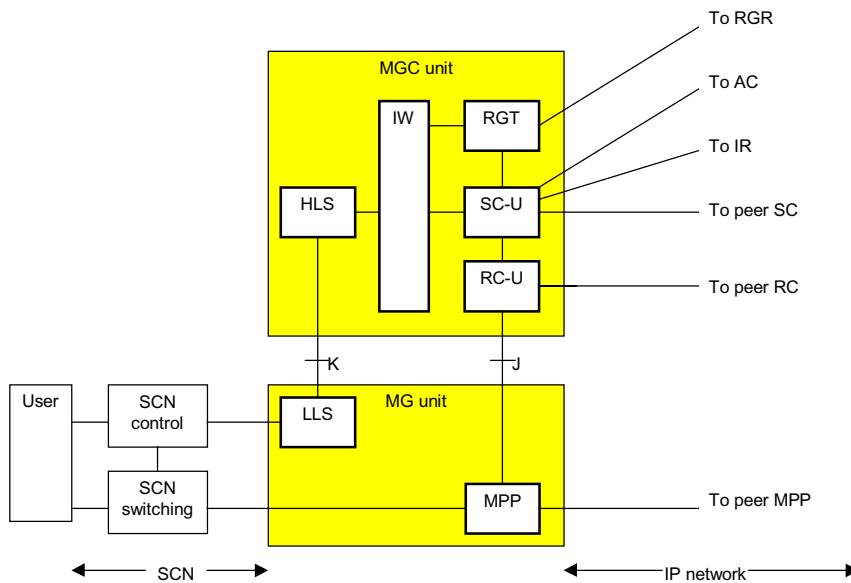 To RGR
MGC unit
To AC
IW
RGT
To IR
HLS
SC-U
To peer SC
RC-U
To peer RC
K
J
User
SCN
control
MG unit
LLS
SCN
switching
MPP
To peer MPP
SCN
IP network